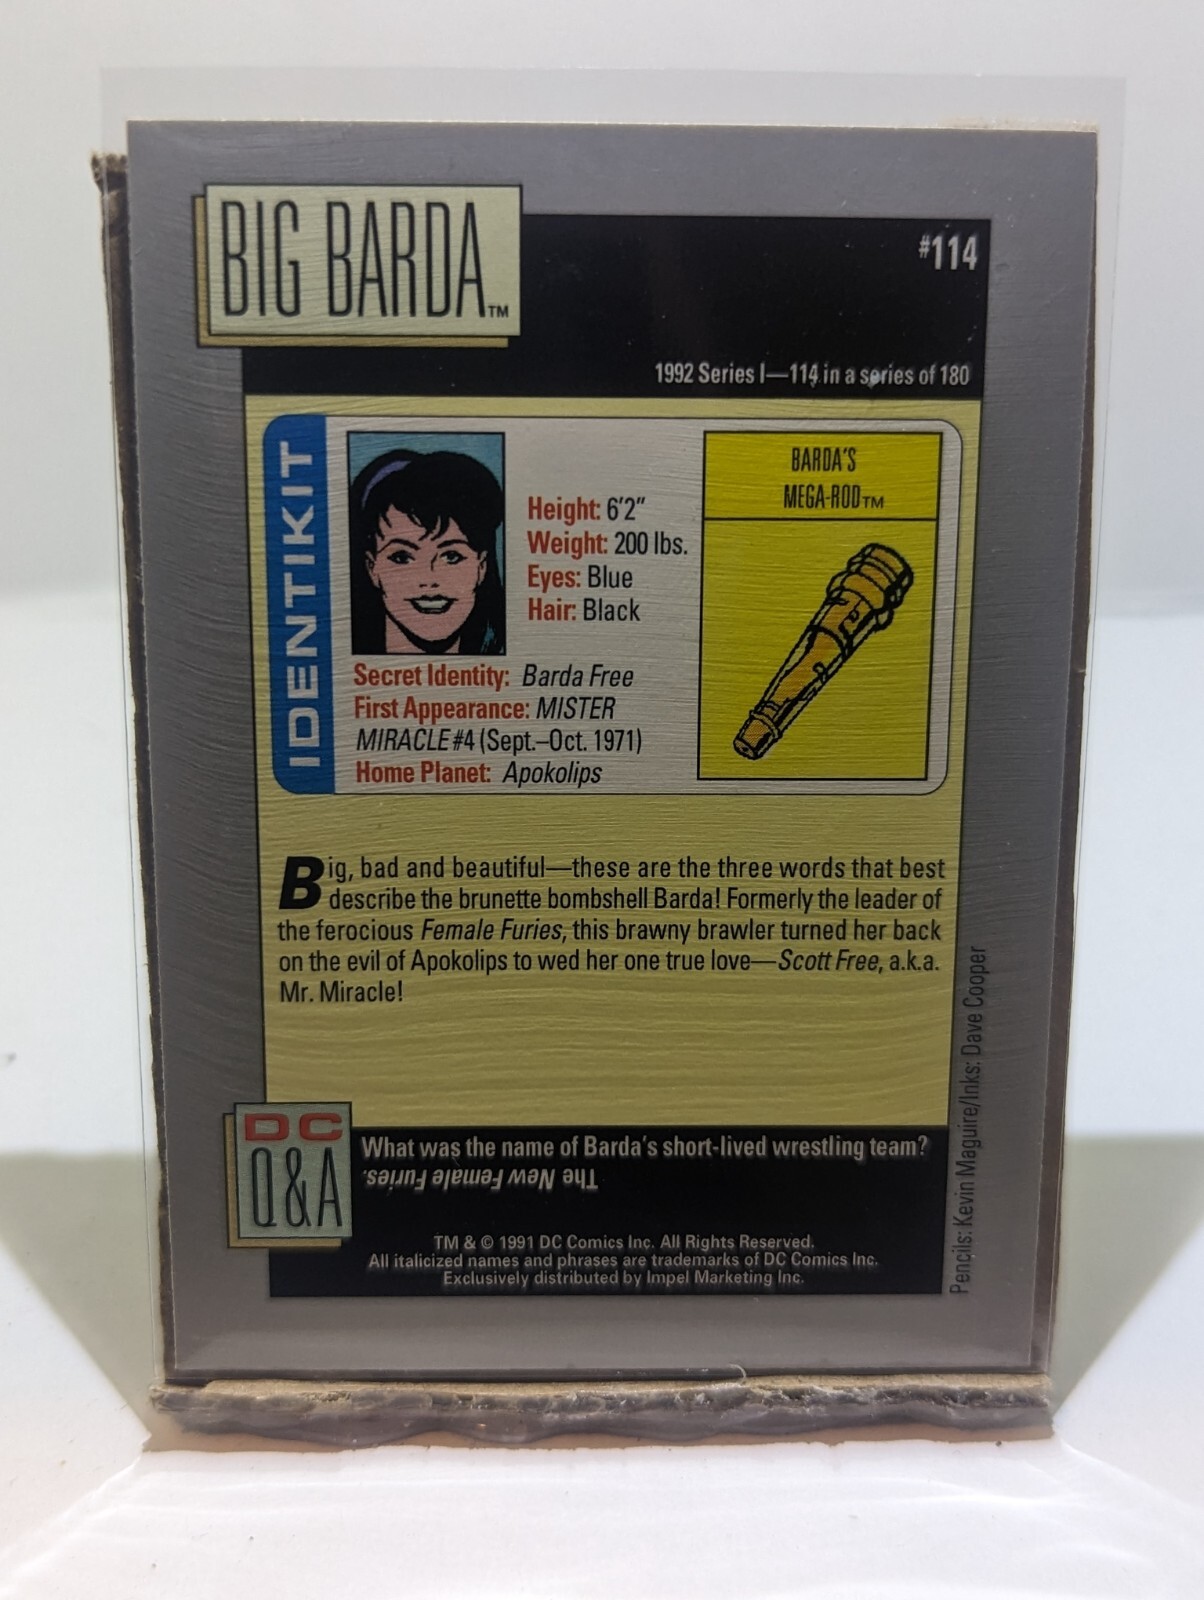 BIG BARDA™
#114
1992 Series I—114 in a series of 180
IDENTIKIT
Height: 6'2"
Weight: 200 lbs.
Eyes: Blue
Hair: Black
Secret Identity: Barda Free
First Appearance: MISTER
MIRACLE #4 (Sept.–Oct. 1971)
Home Planet: Apokolips
BARDA'S
MEGA-ROD™
Big, bad and beautiful—these are the three words that best
describe the brunette bombshell Barda! Formerly the leader of
the ferocious Female Furies, this brawny brawler turned her back
on the evil of Apokolips to wed her one true love—Scott Free, a.k.a.
Mr. Miracle!
Pencils: Kevin Maguire/Inks: Dave Cooper
DC
Q&A
What was the name of Barda's short-lived wrestling team?
The New Female Furies.
TM & © 1991 DC Comics Inc. All Rights Reserved.
All italicized names and phrases are trademarks of DC Comics Inc.
Exclusively distributed by Impel Marketing Inc.